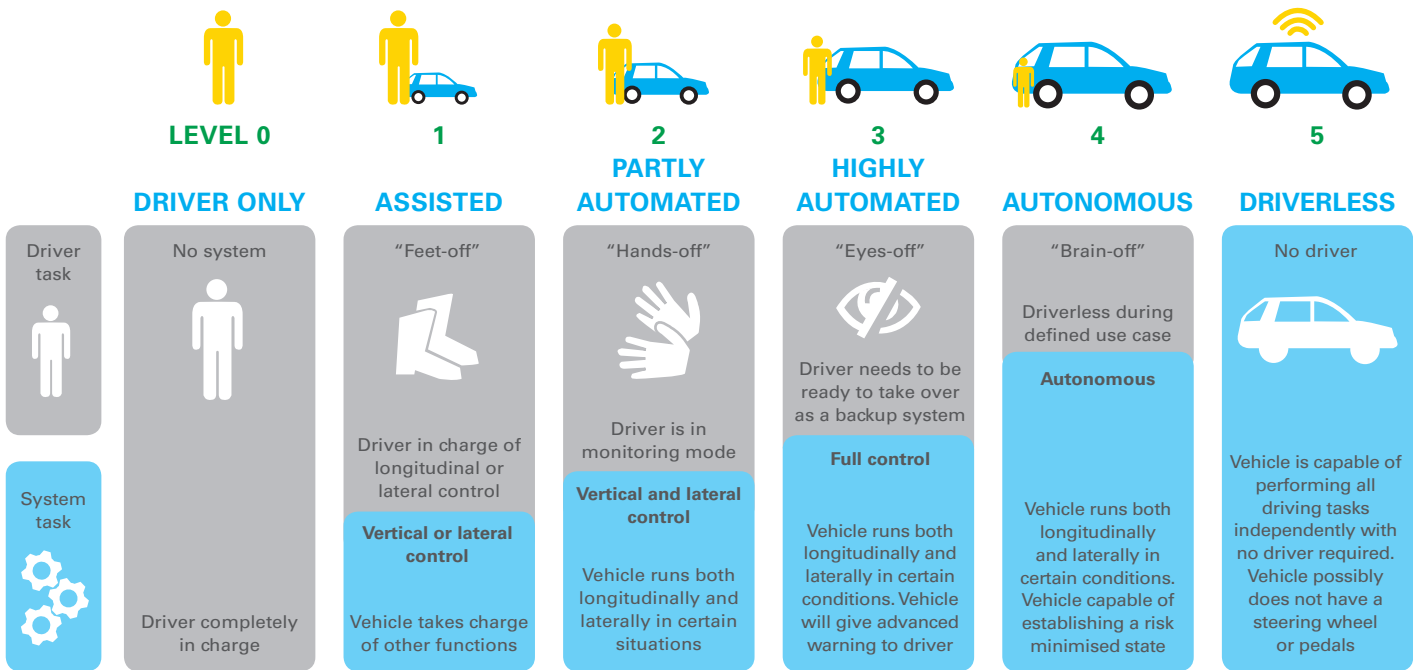 LEVEL 0
DRIVER ONLY
1
ASSISTED
2
PARTLY
AUTOMATED
3
HIGHLY
AUTOMATED
4
AUTONOMOUS
5
DRIVERLESS
Driver
task
System
task
No system
Driver completely
in charge
“Feet-off”
Driver in charge of
longitudinal or
lateral control
Vertical or lateral
control
Vehicle takes charge
of other functions
“Hands-off”
Driver is in
monitoring mode
Vertical and lateral
control
Vehicle runs both
longitudinally and
laterally in certain
situations
“Eyes-off”
Driver needs to be
ready to take over
as a backup system
Full control
Vehicle runs both
longitudinally and
laterally in certain
conditions. Vehicle
will give advanced
warning to driver
“Brain-off”
Driverless during
defined use case
Autonomous
Vehicle runs both
longitudinally
and laterally in
certain conditions.
Vehicle capable of
establishing a risk
minimised state
No driver
Vehicle is capable of
performing all
driving tasks
independently with
no driver required.
Vehicle possibly
does not have a
steering wheel
or pedals